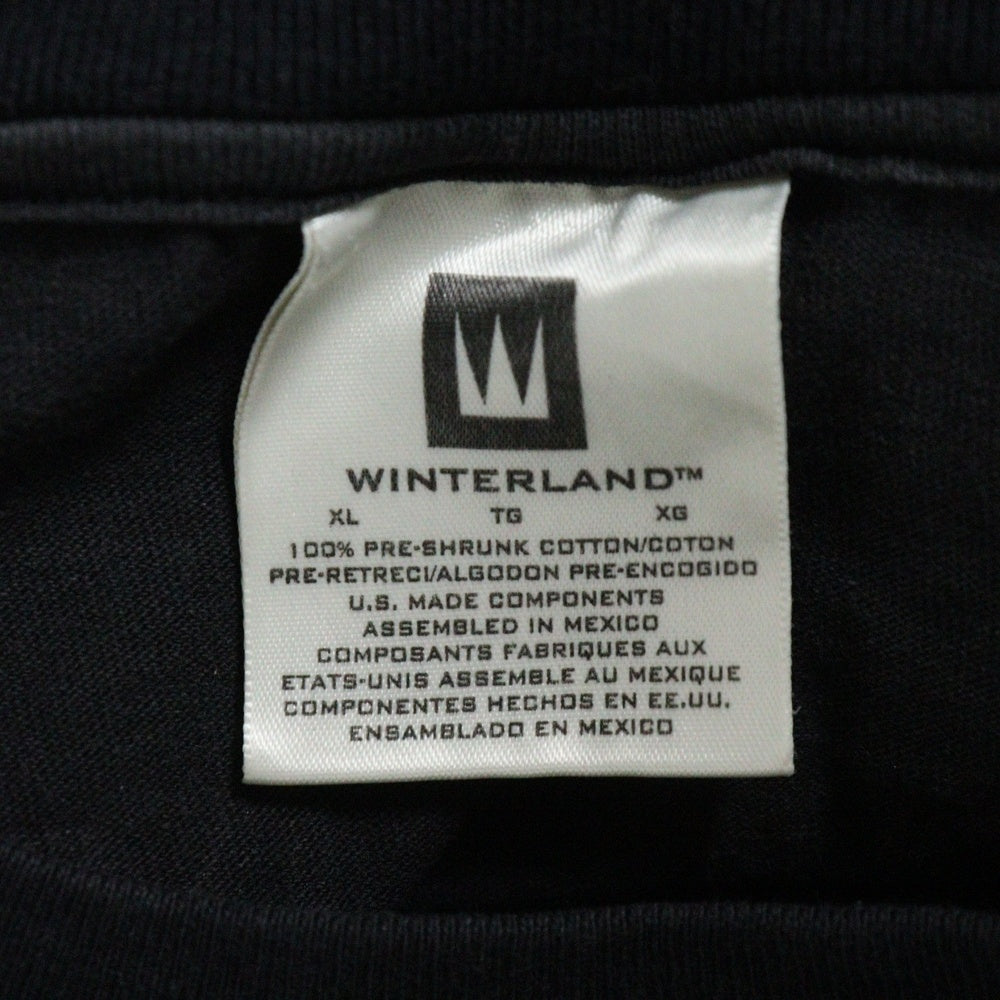 W
WINTERLAND™
XL TG XG
100% PRE-SHRUNK COTTON/COTON
PRE-RETRECI/ALGODON PRE-ENCOGIDO
U.S. MADE COMPONENTS
ASSEMBLED IN MEXICO
COMPOSANTS FABRIQUES AUX
ETATS-UNIS ASSEMBLE AU MEXIQUE
COMPONENTES HECHOS EN EE.UU.
ENSAMBLADO EN MEXICO